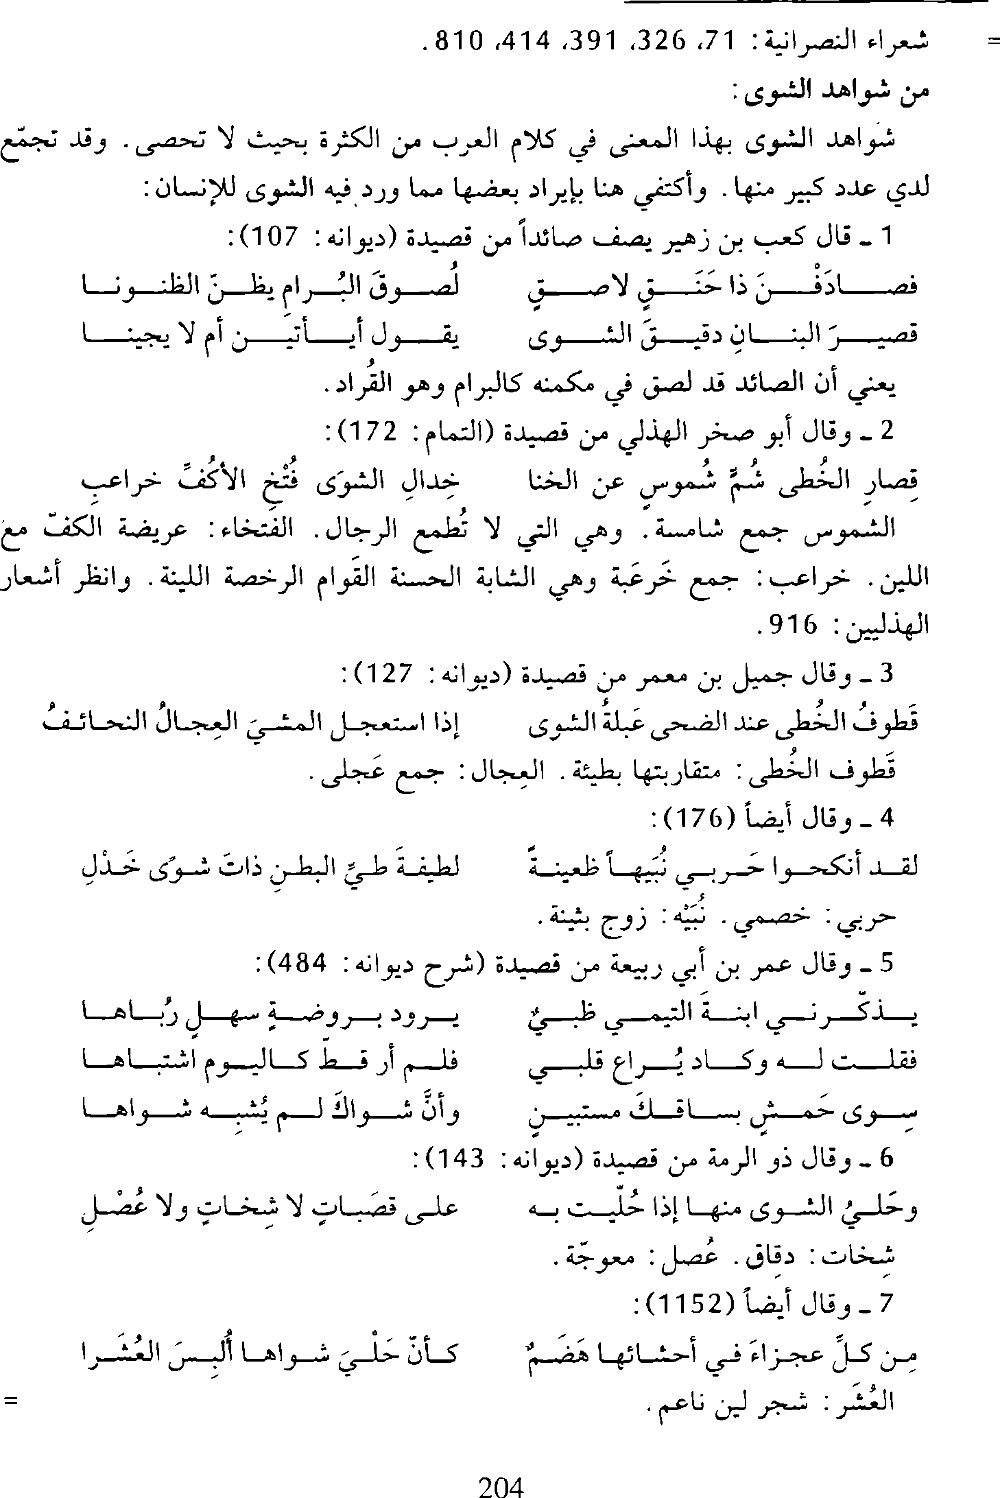 = شعراء النصرانية: 71، 326، 391، 414، 810.
من شواهد الشوى:
شواهد الشوى بهذا المعنى في كلام العرب من الكثرة بحيث لا تحصى. وقد تجمّع
لدي عدد كبير منها. وأكتفي هنا بإيراد بعضها مما ورد فيه الشوى للإنسان:
1 ـ قال كعب بن زهير يصف صائداً من قصيدة (ديوانه: 107):
فصادَفْنَ ذا حَنَقٍ لاصقٍ لُصوقَ البُرام يظنّ الظنونا
قصيرَ البنانِ دقيقَ الشوى يقول أيأتين أم لا يجينا
يعني أن الصائد قد لصق في مكمنه كالبرام وهو القُراد.
2 ـ وقال أبو صخر الهذلي من قصيدة (التمام: 172):
قِصارِ الخُطى شُمٍّ شُموسٍ عن الخنا خِدالِ الشوَى فُتْخِ الأكُفِّ خراعبِ
الشموس جمع شامسة. وهي التي لا تُطمع الرجال. الفتخاء: عريضة الكفّ مع
اللين. خراعب: جمع خَرعَبة وهي الشابة الحسنة القَوام الرخصة اللينة. وانظر أشعار
الهذليين: 916.
3 ـ وقال جميل بن معمر من قصيدة (ديوانه: 127):
قَطوفُ الخُطى عند الضحى عَبلةُ الشوى إذا استعجل المشيَ العِجالُ النحائفُ
قَطوف الخُطى: متقاربتها بطيئة. العِجال: جمع عَجلى.
4 ـ وقال أيضاً (176):
لقد أنكحوا حَربي نُبَيهاً ظعينةً لطيفةَ طيِّ البطنِ ذاتَ شوًى خَدْلِ
حربي: خصمي. نُبَيْه: زوج بثينة.
5 ـ وقال عمر بن أبي ربيعة من قصيدة (شرح ديوانه: 484):
يذكّرني ابنةَ التيمي ظبيٌ يرود بروضةٍ سهلٍ رُباها
فقلت له وكاد يُراع قلبي فلم أر قطّ كاليوم اشتباها
سِوى حَمشٍ بساقكَ مستبينٍ وأنَّ شواكَ لم يُشبِه شواها
6 ـ وقال ذو الرمة من قصيدة (ديوانه: 143):
وحَليُ الشوى منها إذا حُلّيت به على قصَباتٍ لا شِخاتٍ ولا عُصْلِ
شِخات: دقاق. عُصل: معوجّة.
7 ـ وقال أيضاً (1152):
مِن كلِّ عجزاءَ في أحشائها هَضَمٌ كأنّ حَلْيَ شواها أُلبِسَ العُشَرا
العُشَر: شجر لين ناعم.
=
204